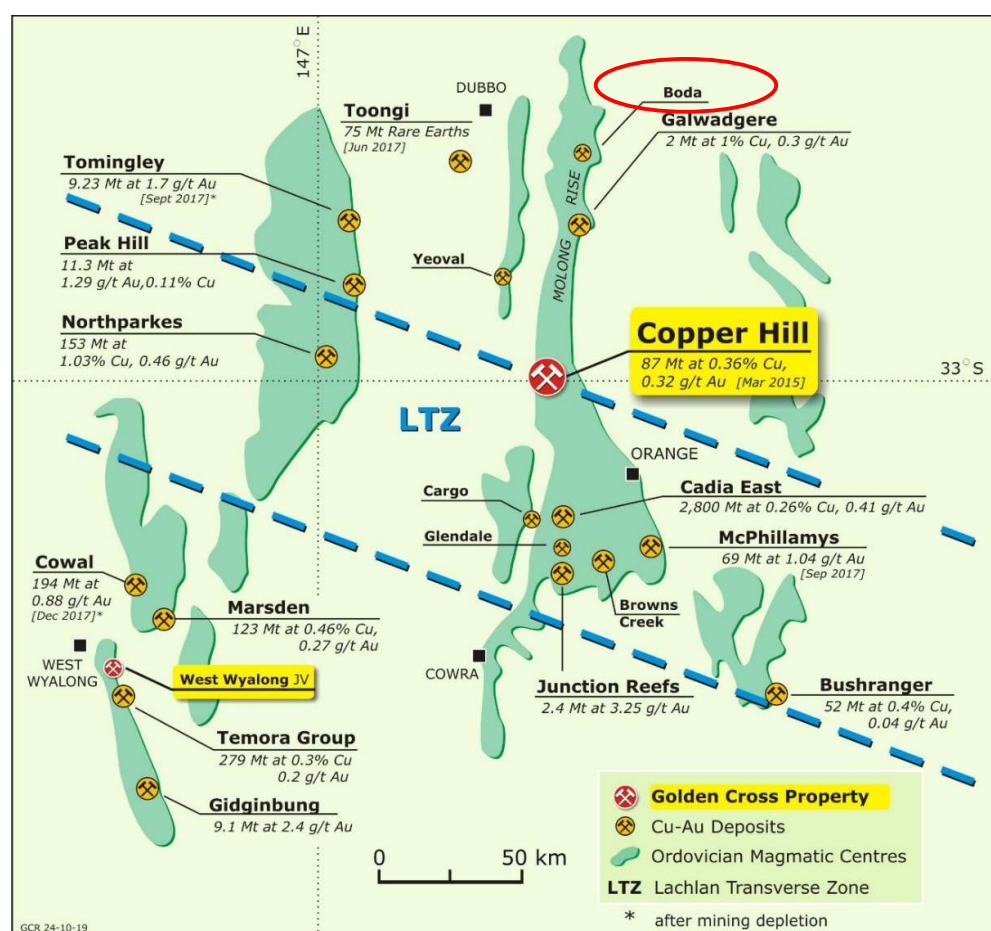 147°E
DUBBO
Toongi
75 Mt Rare Earths
[Jun 2017]
Boda
Galwadgere
2 Mt at 1% Cu, 0.3 g/t Au
Tomingley
9.23 Mt at 1.7 g/t Au
[Sept 2017]*
Peak Hill
11.3 Mt at
1.29 g/t Au,0.11% Cu
Yeoval
MOLONG RISE
Northparkes
153 Mt at
1.03% Cu, 0.46 g/t Au
Copper Hill
87 Mt at 0.36% Cu,
0.32 g/t Au [Mar 2015]
33°S
LTZ
ORANGE
Cargo
Cadia East
2,800 Mt at 0.26% Cu, 0.41 g/t Au
Glendale
McPhillamys
69 Mt at 1.04 g/t Au
[Sep 2017]
Cowal
194 Mt at
0.88 g/t Au
[Dec 2017]*
Marsden
123 Mt at 0.46% Cu,
0.27 g/t Au
Browns
Creek
WEST
WYALONG
West Wyalong JV
COWRA
Junction Reefs
2.4 Mt at 3.25 g/t Au
Bushranger
52 Mt at 0.4% Cu,
0.04 g/t Au
Temora Group
279 Mt at 0.3% Cu
0.2 g/t Au
Gidginbung
9.1 Mt at 2.4 g/t Au
0 50 km
Golden Cross Property
Cu-Au Deposits
Ordovician Magmatic Centres
LTZ Lachlan Transverse Zone
* after mining depletion
GCR 24-10-19